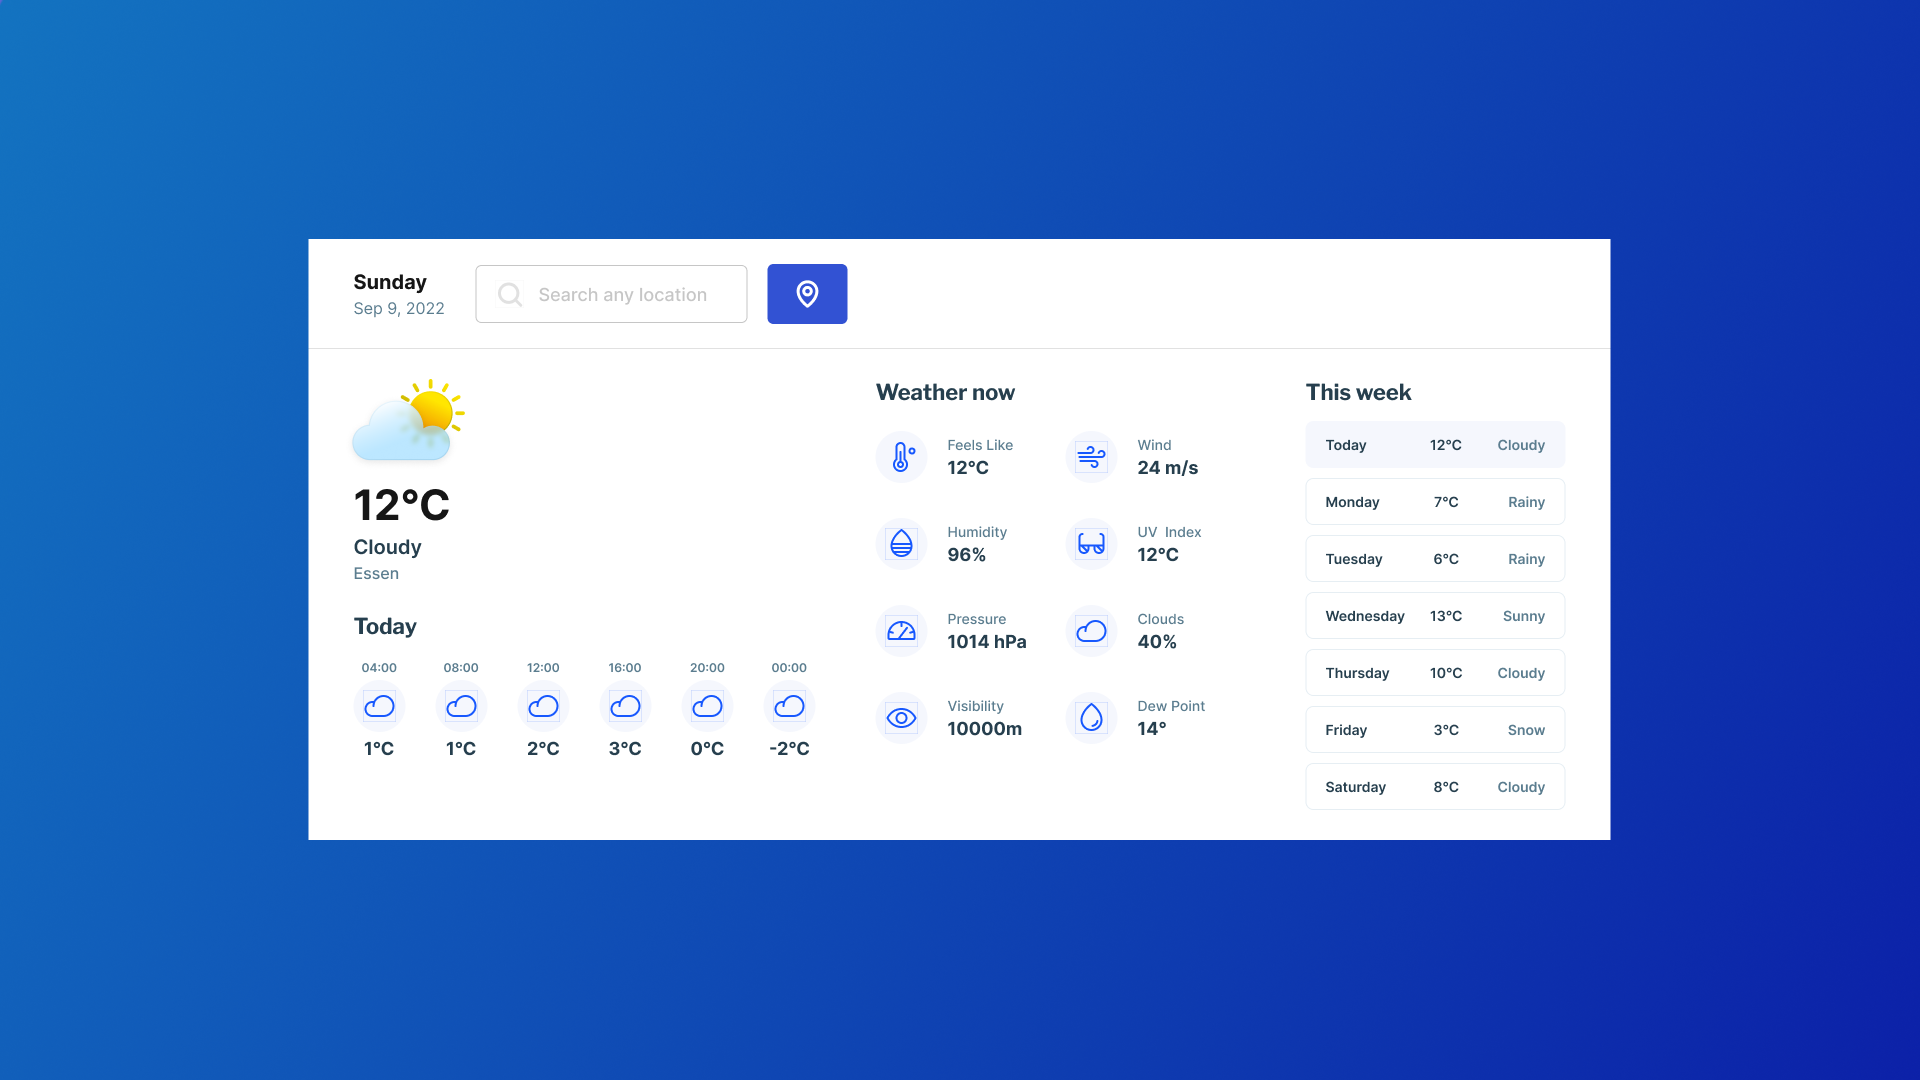 Sunday
Sep 9, 2022
Search any location
12°C
Cloudy
Essen
Today
04:00 08:00 12:00 16:00 20:00 00:00
1°C 1°C 2°C 3°C 0°C -2°C
Weather now
Feels Like
12°C
Wind
24 m/s
Humidity
96%
UV Index
12°C
Pressure
1014 hPa
Clouds
40%
Visibility
10000m
Dew Point
14°
This week
Today 12°C Cloudy
Monday 7°C Rainy
Tuesday 6°C Rainy
Wednesday 13°C Sunny
Thursday 10°C Cloudy
Friday 3°C Snow
Saturday 8°C Cloudy